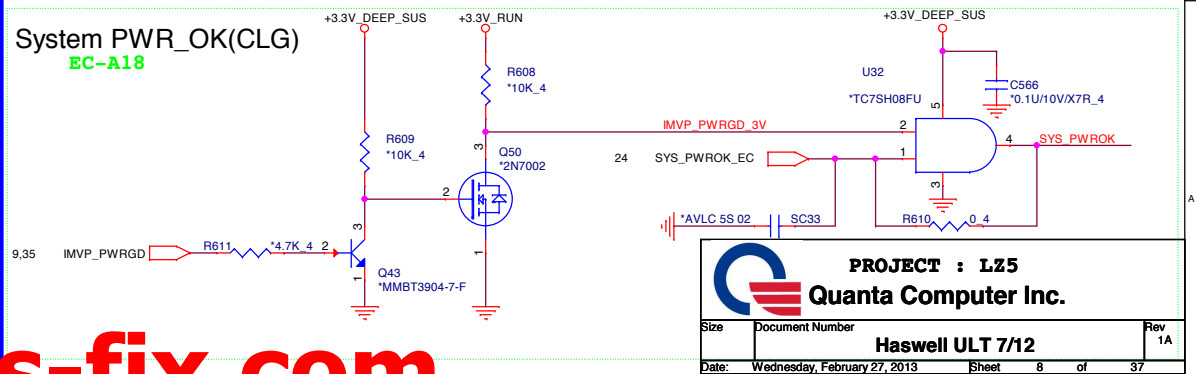 System PWR_OK(CLG)
EC-A18
+3.3V_DEEP_SUS
+3.3V_RUN
+3.3V_DEEP_SUS
R608
*10K_4
U32
*TC7SH08FU
C566
*0.1U/10V/X7R_4
5
R609
*10K_4
IMVP_PWRGD_3V
2
4
SYS_PWROK
3
Q50
*2N7002
24
SYS_PWROK_EC
1
2
3
A
1
*AVLC 5S 02
SC33
R610
0_4
3
9,35
IMVP_PWRGD
R611
*4.7K_4
2
1
Q43
*MMBT3904-7-F
PROJECT : LZ5
Quanta Computer Inc.
Size
Document Number
Rev
Haswell ULT 7/12
1A
Date:
Wednesday, February 27, 2013
Sheet
8
of
37
s-fix.com